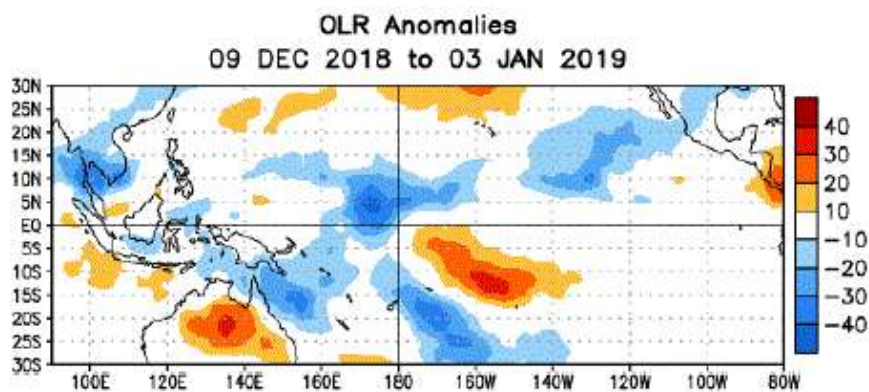 OLR Anomalies
09 DEC 2018 to 03 JAN 2019
30N
25N
20N
15N
10N
5N
EQ
5S
10S
15S
20S
25S
30S
100E 120E 140E 160E 180 160W 140W 120W 100W 80W
40
30
20
10
-10
-20
-30
-40